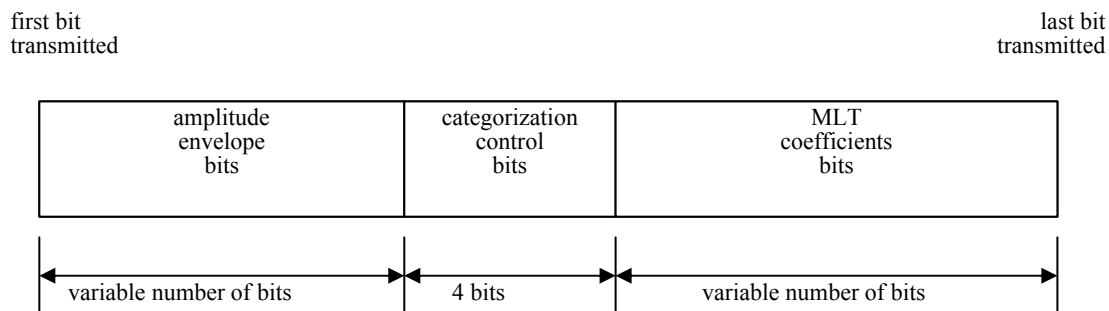 first bit
transmitted
last bit
transmitted
amplitude
envelope
bits
categorization
control
bits
MLT
coefficients
bits
variable number of bits
4 bits
variable number of bits